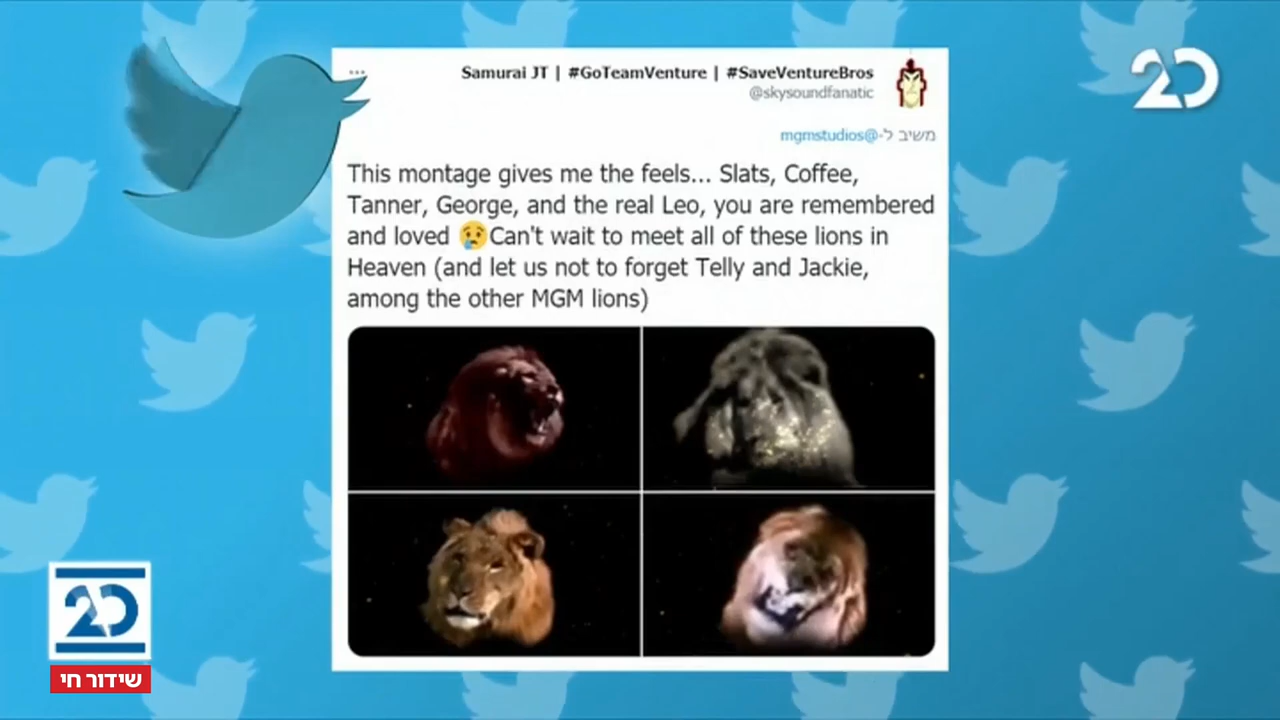 Samurai JT | #GoTeamVenture | #SaveVentureBros
@skysoundfanatic
משיב ל-@mgmstudios
This montage gives me the feels... Slats, Coffee,
Tanner, George, and the real Leo, you are remembered
and loved 😢Can't wait to meet all of these lions in
Heaven (and let us not to forget Telly and Jackie,
among the other MGM lions)
20
20
שידור חי